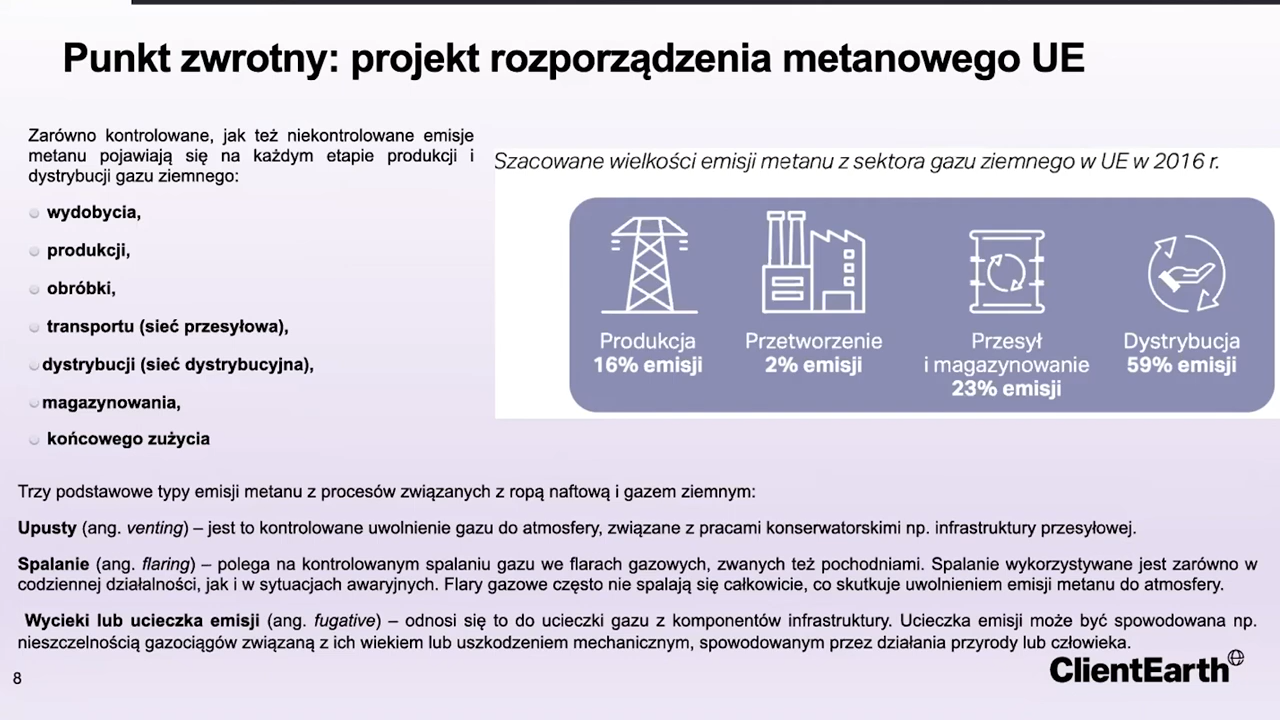 Punkt zwrotny: projekt rozporządzenia metanowego UE
Zarówno kontrolowane, jak też niekontrolowane emisje
metanu pojawiają się na każdym etapie produkcji i
dystrybucji gazu ziemnego:
wydobycia,
produkcji,
obróbki,
transportu (sieć przesyłowa),
dystrybucji (sieć dystrybucyjna),
magazynowania,
końcowego zużycia
Szacowane wielkości emisji metanu z sektora gazu ziemnego w UE w 2016 r.
Produkcja
16% emisji
Przetworzenie
2% emisji
Przesył
i magazynowanie
23% emisji
Dystrybucja
59% emisji
Trzy podstawowe typy emisji metanu z procesów związanych z ropą naftową i gazem ziemnym:
Upusty (ang. venting) – jest to kontrolowane uwolnienie gazu do atmosfery, związane z pracami konserwatorskimi np. infrastruktury przesyłowej.
Spalanie (ang. flaring) – polega na kontrolowanym spalaniu gazu we flarach gazowych, zwanych też pochodniami. Spalanie wykorzystywane jest zarówno w
codziennej działalności, jak i w sytuacjach awaryjnych. Flary gazowe często nie spalają się całkowicie, co skutkuje uwolnieniem emisji metanu do atmosfery.
Wycieki lub ucieczka emisji (ang. fugative) – odnosi się to do ucieczki gazu z komponentów infrastruktury. Ucieczka emisji może być spowodowana np.
nieszczelnością gazociągów związaną z ich wiekiem lub uszkodzeniem mechanicznym, spowodowanym przez działania przyrody lub człowieka.
ClientEarth
8